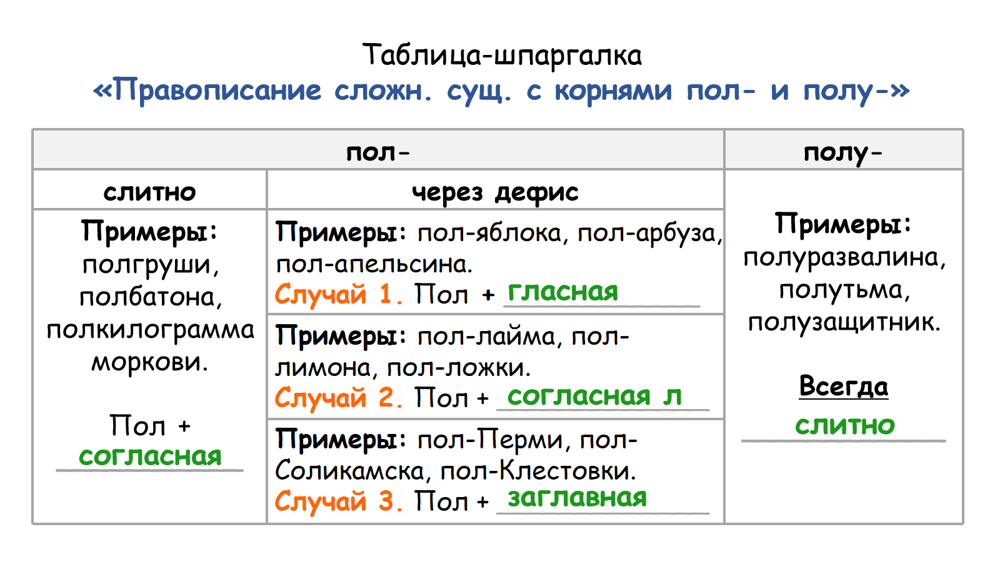 Таблица-шпаргалка
«Правописание сложн. сущ. с корнями пол- и полу-»
пол-
полу-
слитно
через дефис
Примеры:
полгруши,
полбатона,
полкилограмма
моркови.
Пол +
согласная
Примеры: пол-яблока, пол-арбуза,
пол-апельсина.
Случай 1. Пол + гласная
Примеры: пол-лайма, пол-
лимона, пол-ложки.
Случай 2. Пол + согласная л
Примеры: пол-Перми, пол-
Соликамска, пол-Клестовки.
Случай 3. Пол + заглавная
Примеры:
полуразвалина,
полутьма,
полузащитник.
Всегда
слитно